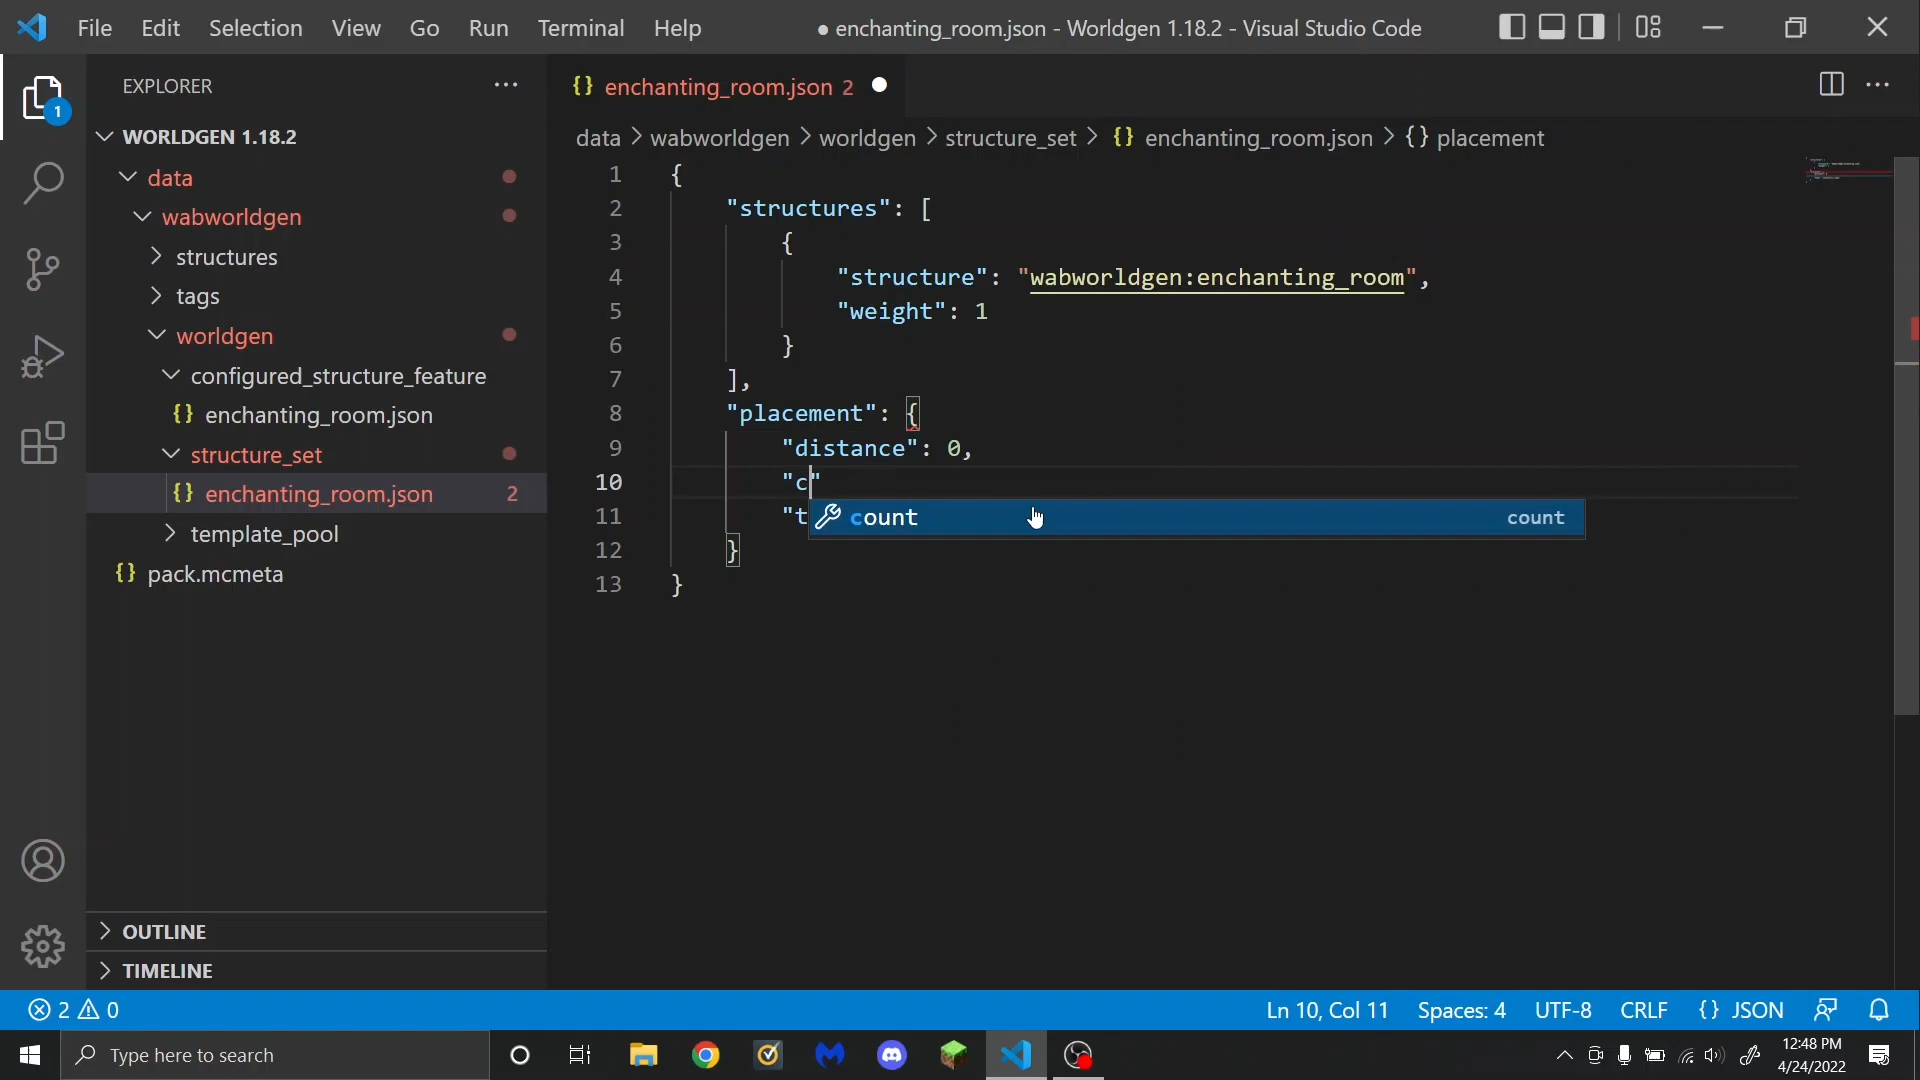 File Edit Selection View Go Run Terminal Help
● enchanting_room.json - Worldgen 1.18.2 - Visual Studio Code
1
EXPLORER
WORLDGEN 1.18.2
data
wabworldgen
structures
tags
worldgen
configured_structure_feature
{} enchanting_room.json
structure_set
{} enchanting_room.json 2
template_pool
{} pack.mcmeta
OUTLINE
TIMELINE
{} enchanting_room.json 2
data > wabworldgen > worldgen > structure_set > {} enchanting_room.json > {} placement
1 {
2 "structures": [
3 {
4 "structure": "wabworldgen:enchanting_room",
5 "weight": 1
6 }
7 ],
8 "placement": {
9 "distance": 0,
10 "c"
11 "t
count count
12 }
13 }
2 0
Ln 10, Col 11 Spaces: 4 UTF-8 CRLF {} JSON
Type here to search
12:48 PM
4/24/2022